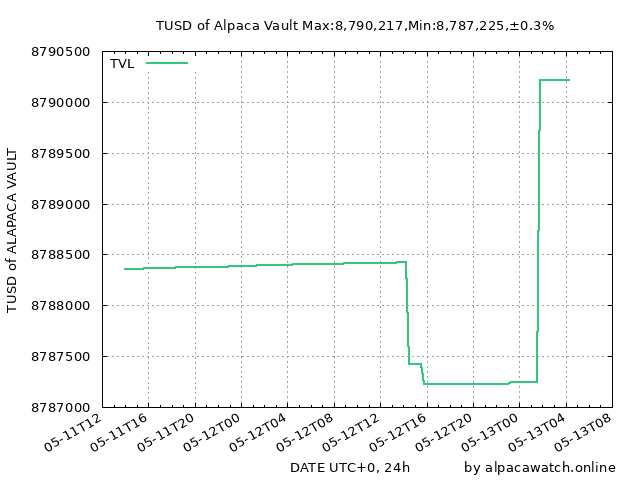 TUSD of Alpaca Vault Max:8,790,217,Min:8,787,225,±0.3%
TVL
8790500
8790000
8789500
8789000
8788500
8788000
8787500
8787000
TUSD of ALAPACA VAULT
05-11T12
05-11T16
05-11T20
05-12T00
05-12T04
05-12T08
05-12T12
05-12T16
05-12T20
05-13T00
05-13T04
05-13T08
DATE UTC+0, 24h
by alpacawatch.online